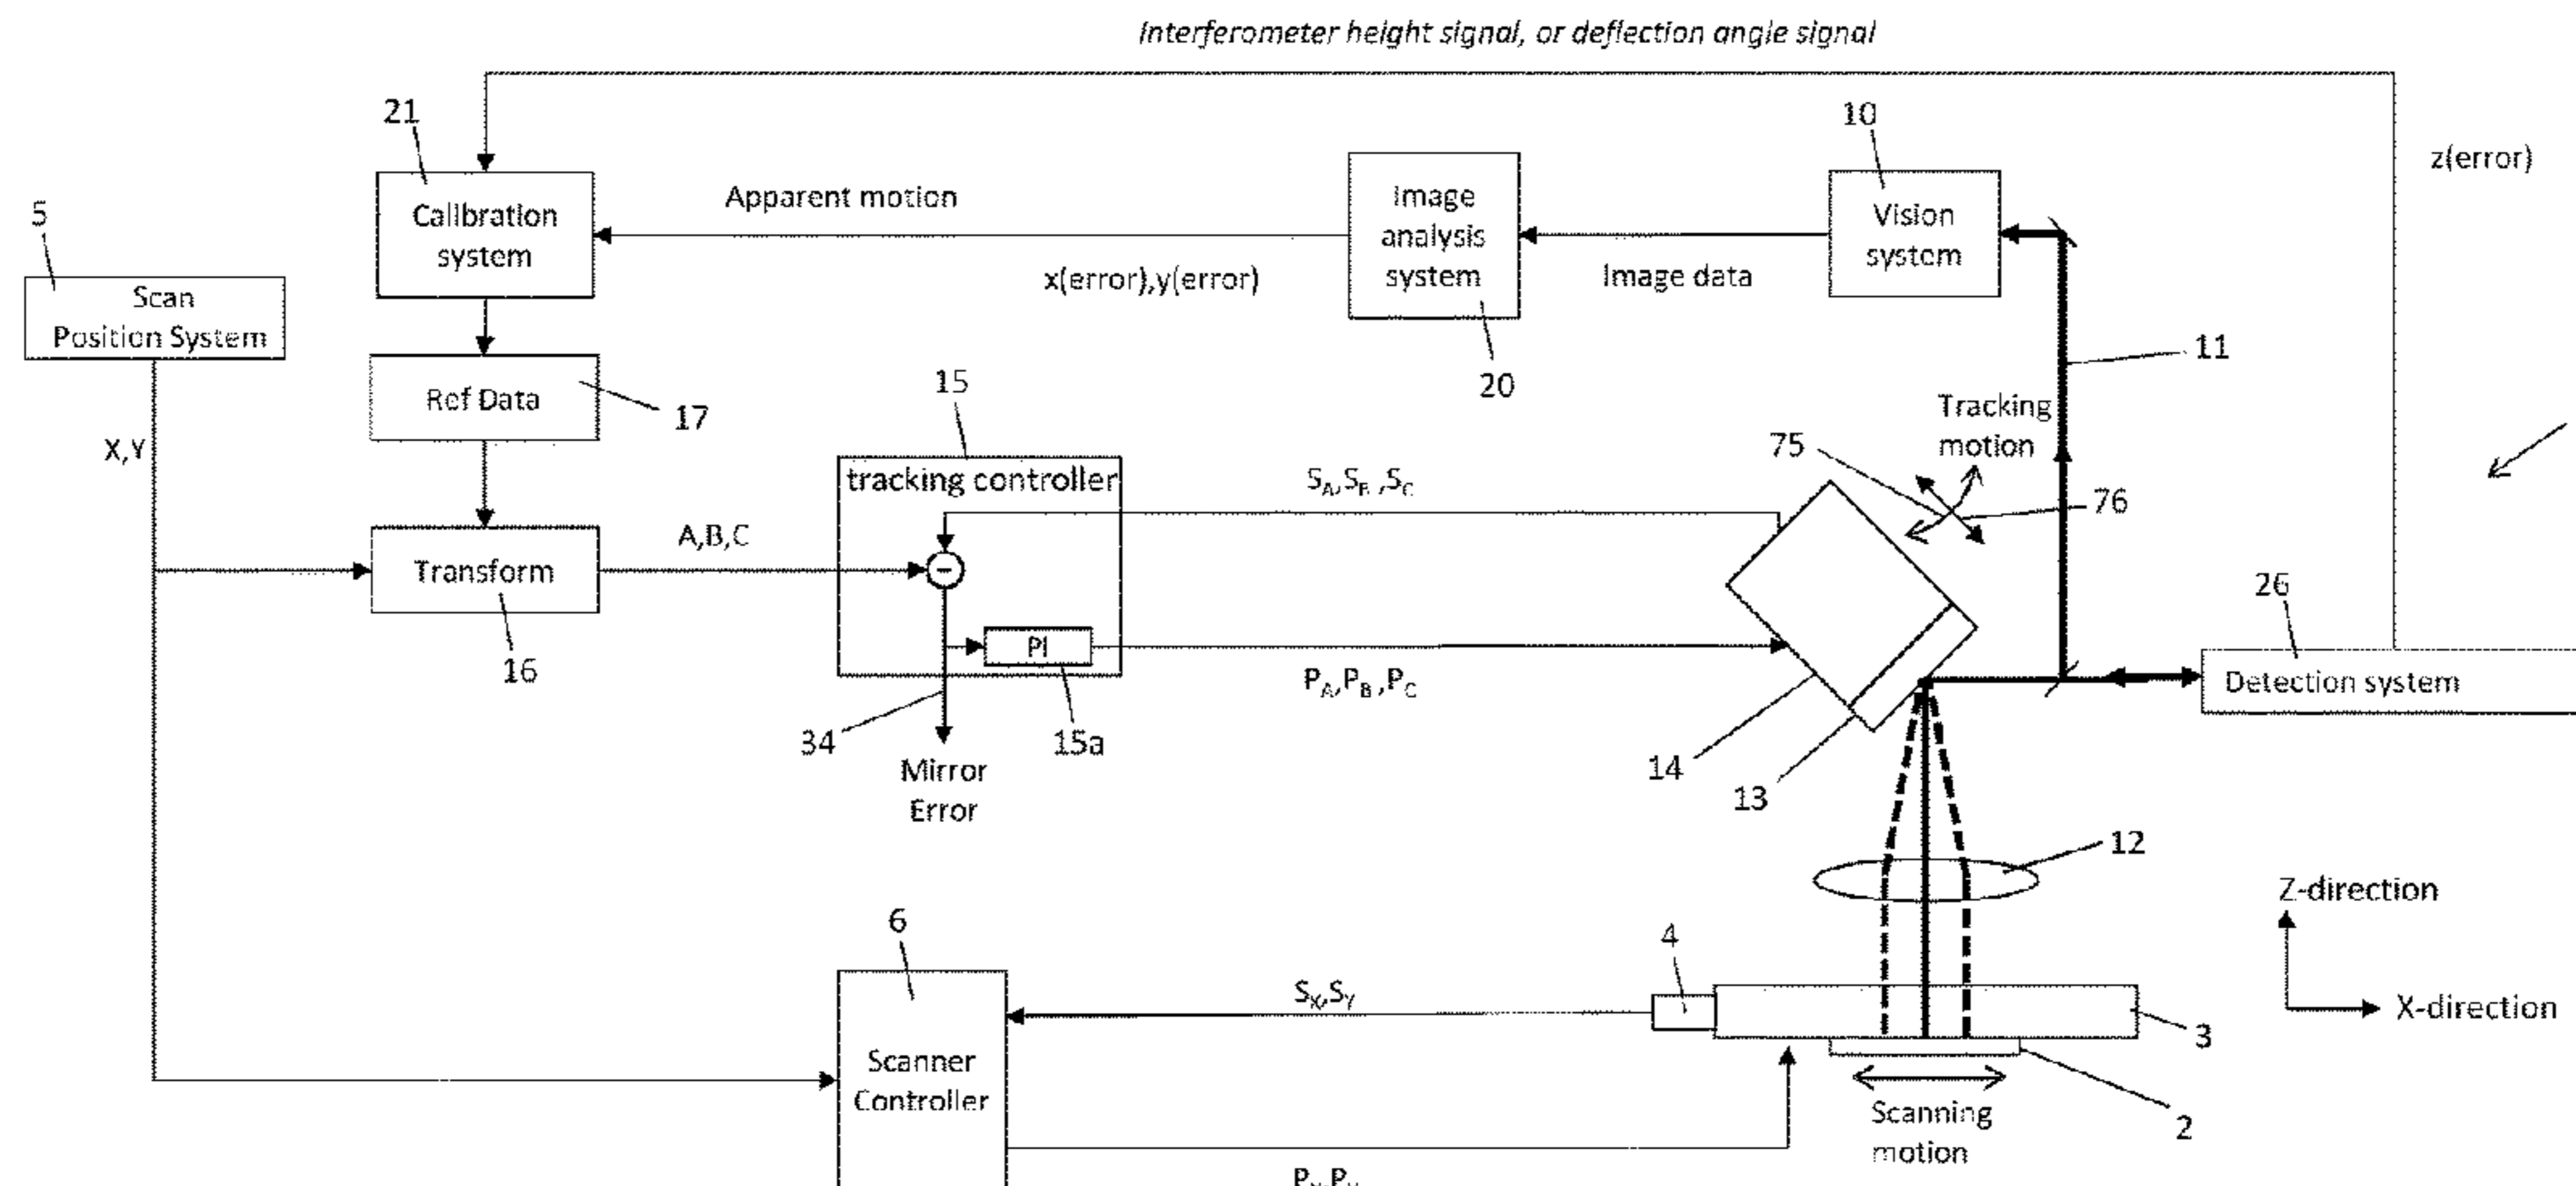 Interferometer height signal, or deflection angle signal
21
10
z(error)
5
Calibration
system
Apparent motion
Image
analysis
system
Vision
system
x(error),y(error)
Image data
Scan
Position System
11
20
15
Ref Data
17
Tracking
motion
X,Y
75
tracking controller
S_A,S_B,S_C
76
A,B,C
Transform
26
PI
16
P_A,P_B,P_C
Detection system
34
15a
14
13
Mirror
Error
12
Z-direction
6
4
S_X,S_Y
X-direction
3
Scanner
Controller
Scanning
motion
2